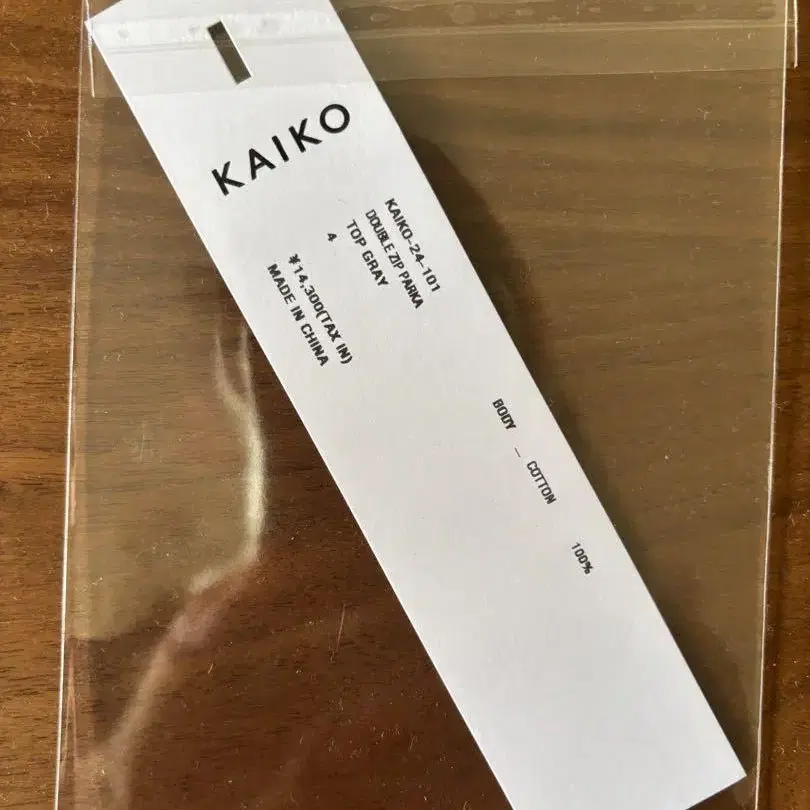 KAIKO
KAIKO-24-101
DOUBLE ZIP PARKA
TOP GRAY
4
¥14,300(TAX IN)
MADE IN CHINA
BODY _ COTTON 100%